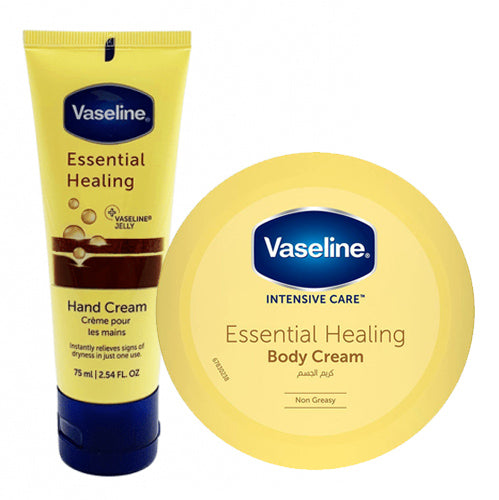 Vaseline®
Essential
Healing
VASELINE®
JELLY
Hand Cream
Crème pour
les mains
Instantly relieves signs of
dryness in just one use.
75 ml | 2.54 FL. OZ
Vaseline®
INTENSIVE CARE™
Essential Healing
Body Cream
كريم الجسم
Non Greasy
67835038